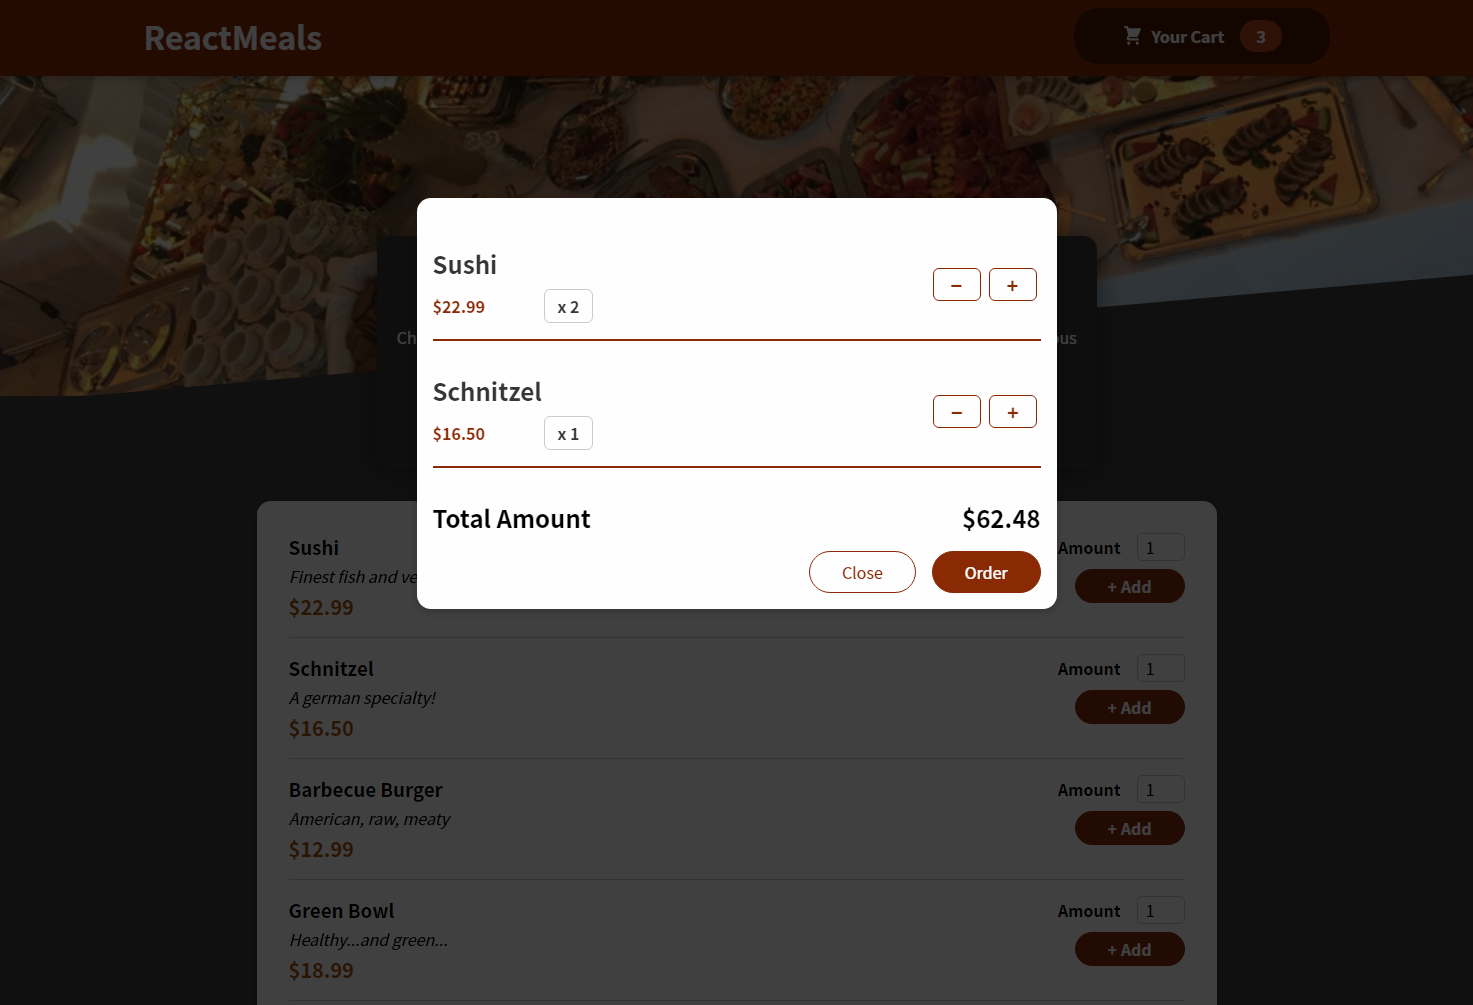 ReactMeals
Your Cart 3
Sushi
$22.99 x 2
− +
Schnitzel
$16.50 x 1
− +
Total Amount $62.48
Close Order
Sushi
Finest fish and ve
$22.99
Amount 1
+ Add
Schnitzel
A german specialty!
$16.50
Amount 1
+ Add
Barbecue Burger
American, raw, meaty
$12.99
Amount 1
+ Add
Green Bowl
Healthy...and green...
$18.99
Amount 1
+ Add